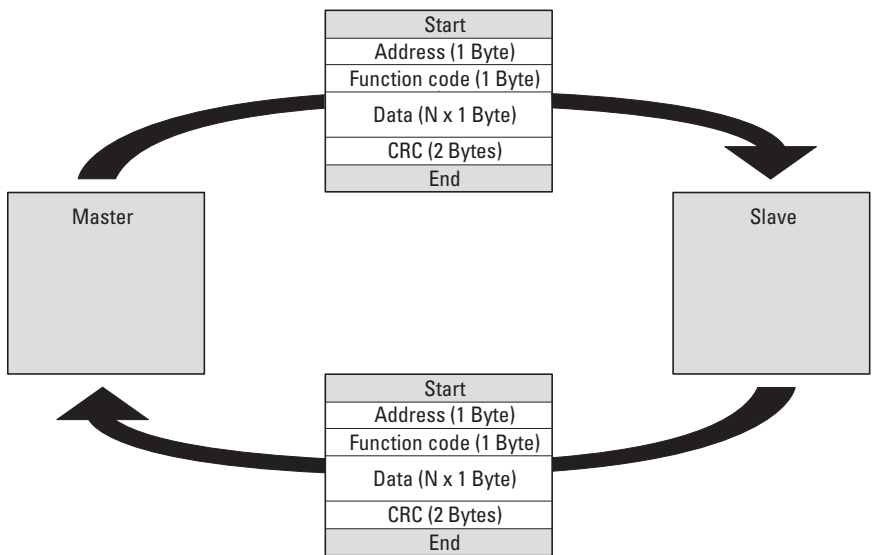 Start
Address (1 Byte)
Function code (1 Byte)
Data (N x 1 Byte)
CRC (2 Bytes)
End
Master
Slave
Start
Address (1 Byte)
Function code (1 Byte)
Data (N x 1 Byte)
CRC (2 Bytes)
End